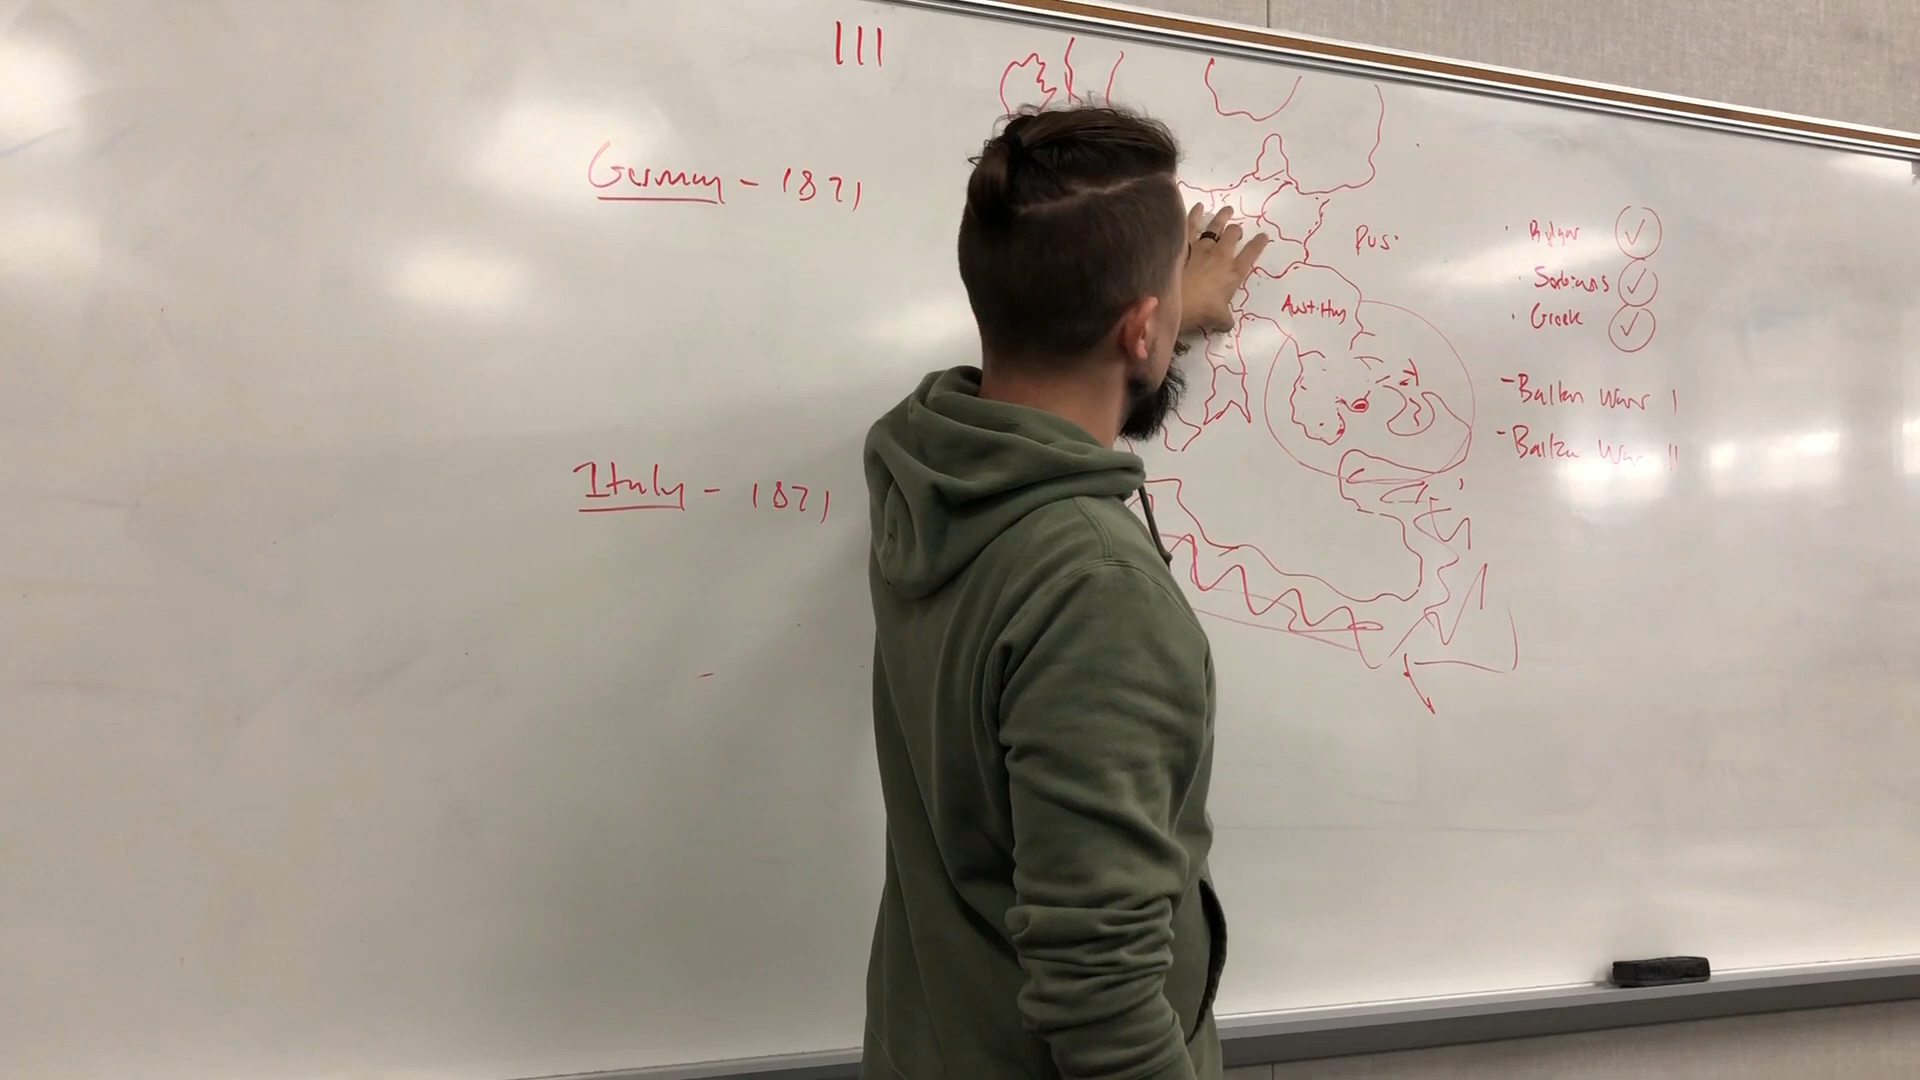 III
Germany - 1871
Italy - 1871
Rus.
Aust-Hun
· Bulgar ✓
· Serbians ✓
· Greek ✓
- Balkan War I
- Balkan War II